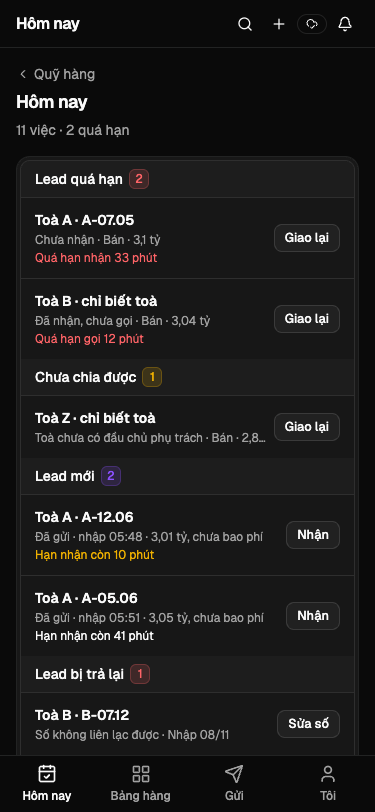 Hôm nay
Quỹ hàng
Hôm nay
11 việc · 2 quá hạn
Lead quá hạn 2
Toà A · A-07.05
Chưa nhận · Bán · 3,1 tỷ
Quá hạn nhận 33 phút
Giao lại
Toà B · chỉ biết toà
Đã nhận, chưa gọi · Bán · 3,04 tỷ
Quá hạn gọi 12 phút
Giao lại
Chưa chia được 1
Toà Z · chỉ biết toà
Toà chưa có đầu chủ phụ trách · Bán · 2,8...
Giao lại
Lead mới 2
Toà A · A-12.06
Đã gửi · nhập 05:48 · 3,01 tỷ, chưa bao phí
Hạn nhận còn 10 phút
Nhận
Toà A · A-05.06
Đã gửi · nhập 05:51 · 3,05 tỷ, chưa bao phí
Hạn nhận còn 41 phút
Nhận
Lead bị trả lại 1
Toà B · B-07.12
Số không liên lạc được · Nhập 08/11
Sửa số
Hôm nay
Bảng hàng
Gửi
Tôi